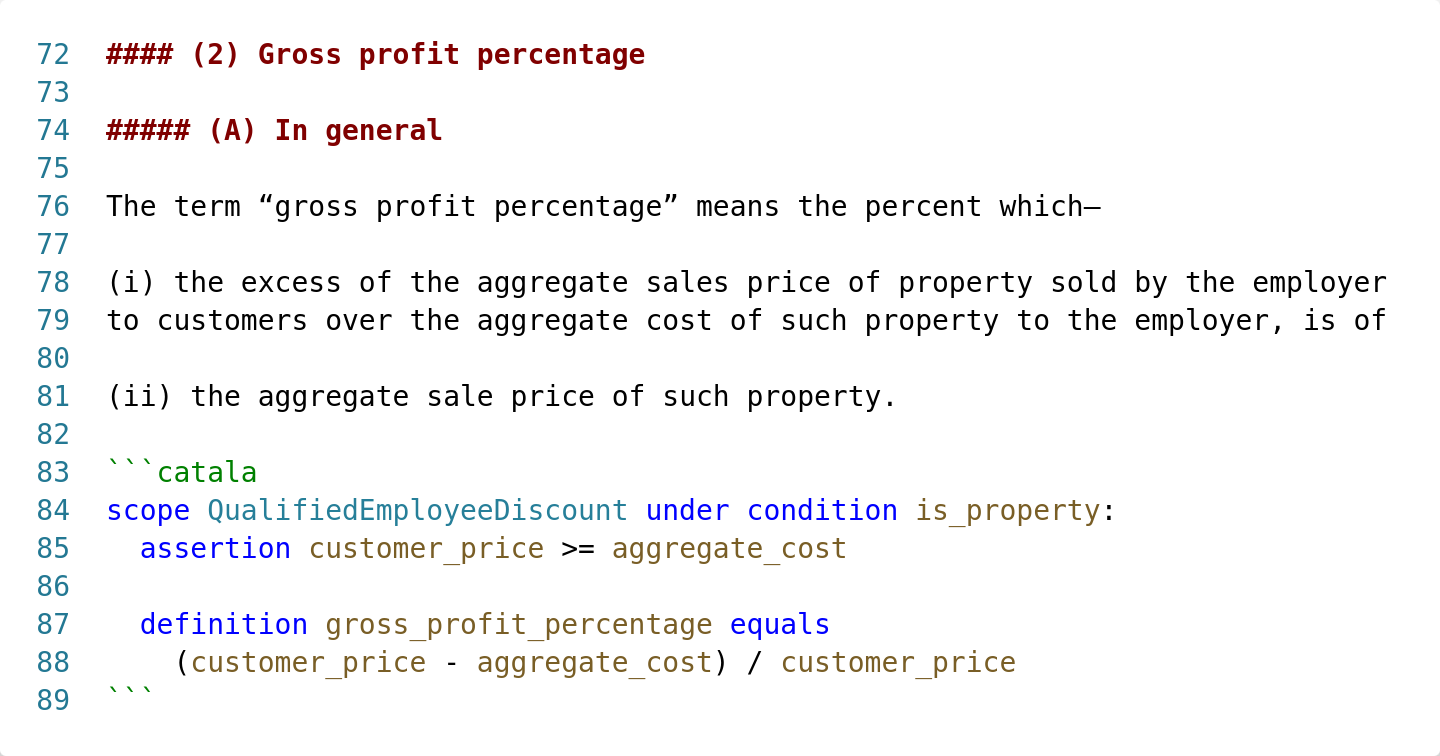 72 #### (2) Gross profit percentage
73
74 ##### (A) In general
75
76 The term “gross profit percentage” means the percent which—
77
78 (i) the excess of the aggregate sales price of property sold by the employer
79 to customers over the aggregate cost of such property to the employer, is of
80
81 (ii) the aggregate sale price of such property.
82
83 ```catala
84 scope QualifiedEmployeeDiscount under condition is_property:
85   assertion customer_price >= aggregate_cost
86
87   definition gross_profit_percentage equals
88     (customer_price - aggregate_cost) / customer_price
89 ```